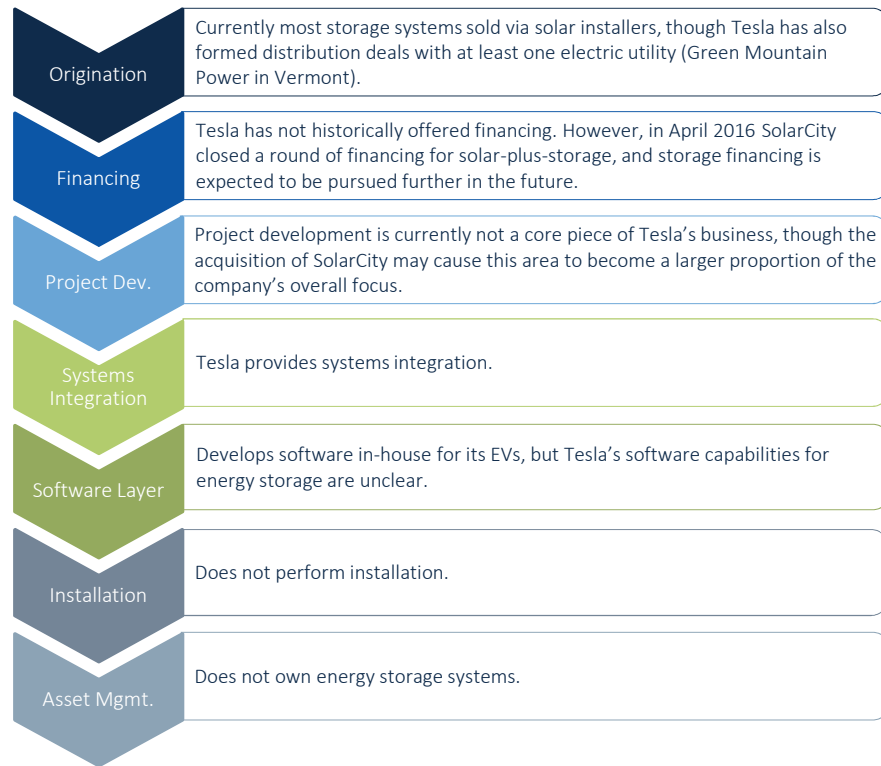 Origination
Currently most storage systems sold via solar installers, though Tesla has also
formed distribution deals with at least one electric utility (Green Mountain
Power in Vermont).
Financing
Tesla has not historically offered financing. However, in April 2016 SolarCity
closed a round of financing for solar-plus-storage, and storage financing is
expected to be pursued further in the future.
Project Dev.
Project development is currently not a core piece of Tesla’s business, though the
acquisition of SolarCity may cause this area to become a larger proportion of the
company’s overall focus.
Systems
Integration
Tesla provides systems integration.
Software Layer
Develops software in-house for its EVs, but Tesla’s software capabilities for
energy storage are unclear.
Installation
Does not perform installation.
Asset Mgmt.
Does not own energy storage systems.